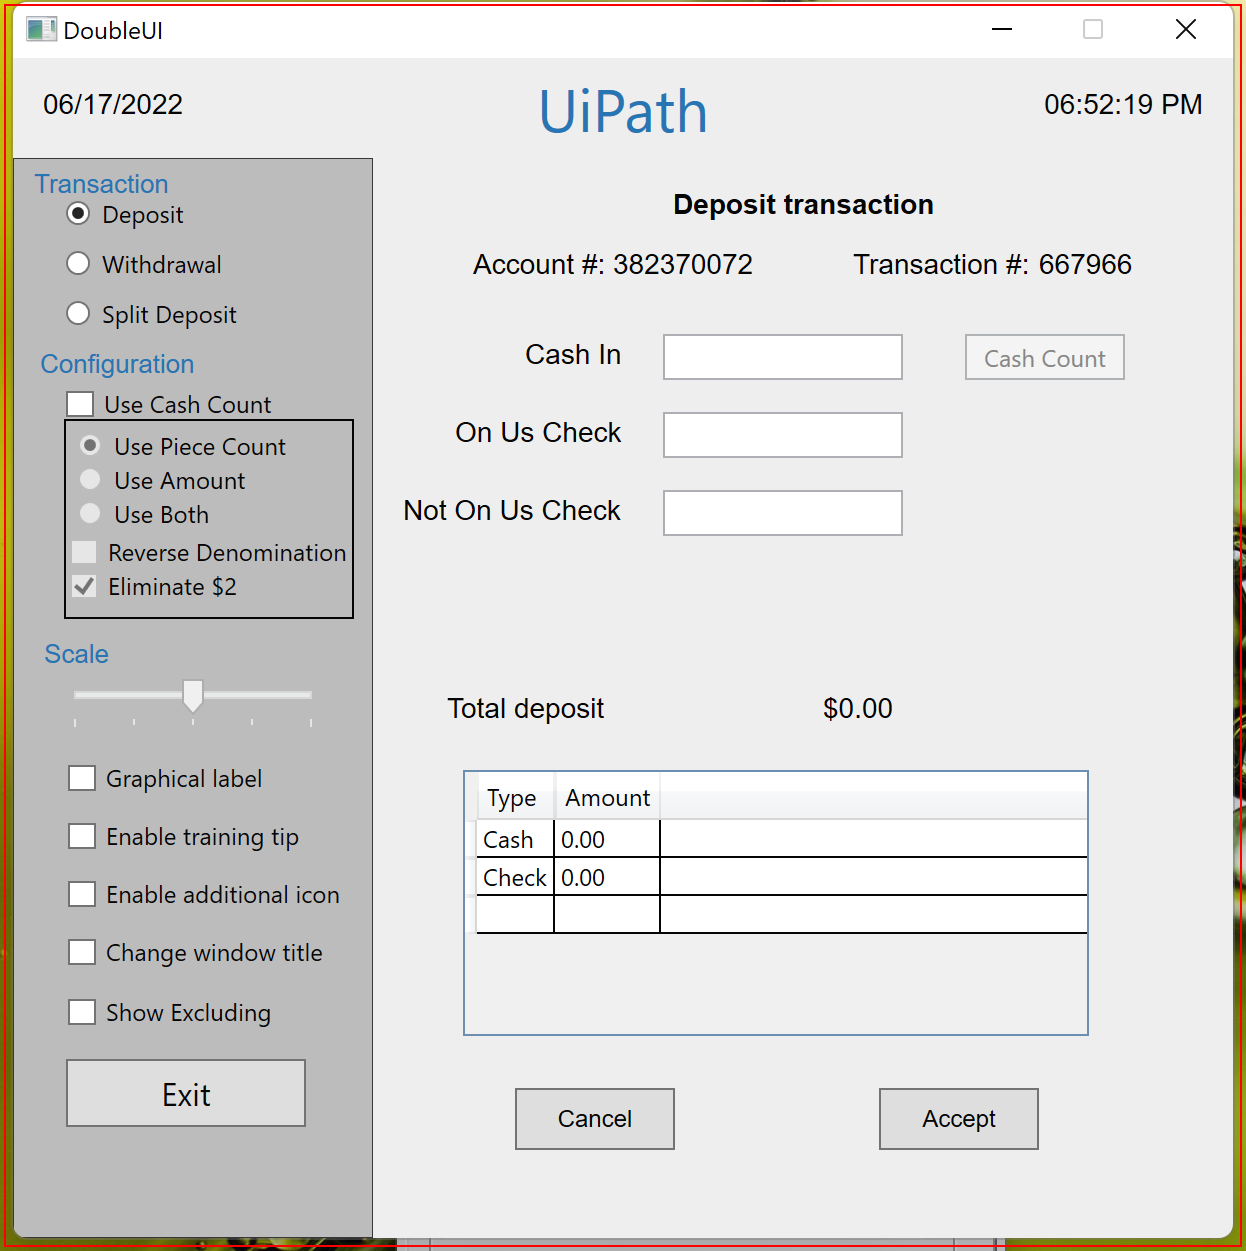 DoubleUI
06/17/2022
UiPath
06:52:19 PM
Transaction
Deposit
Withdrawal
Split Deposit
Configuration
Use Cash Count
Use Piece Count
Use Amount
Use Both
Reverse Denomination
Eliminate $2
Scale
Graphical label
Enable training tip
Enable additional icon
Change window title
Show Excluding
Exit
Deposit transaction
Account #: 382370072 Transaction #: 667966
Cash In Cash Count
On Us Check
Not On Us Check
Total deposit $0.00
Type Amount
Cash 0.00
Check 0.00
Cancel Accept